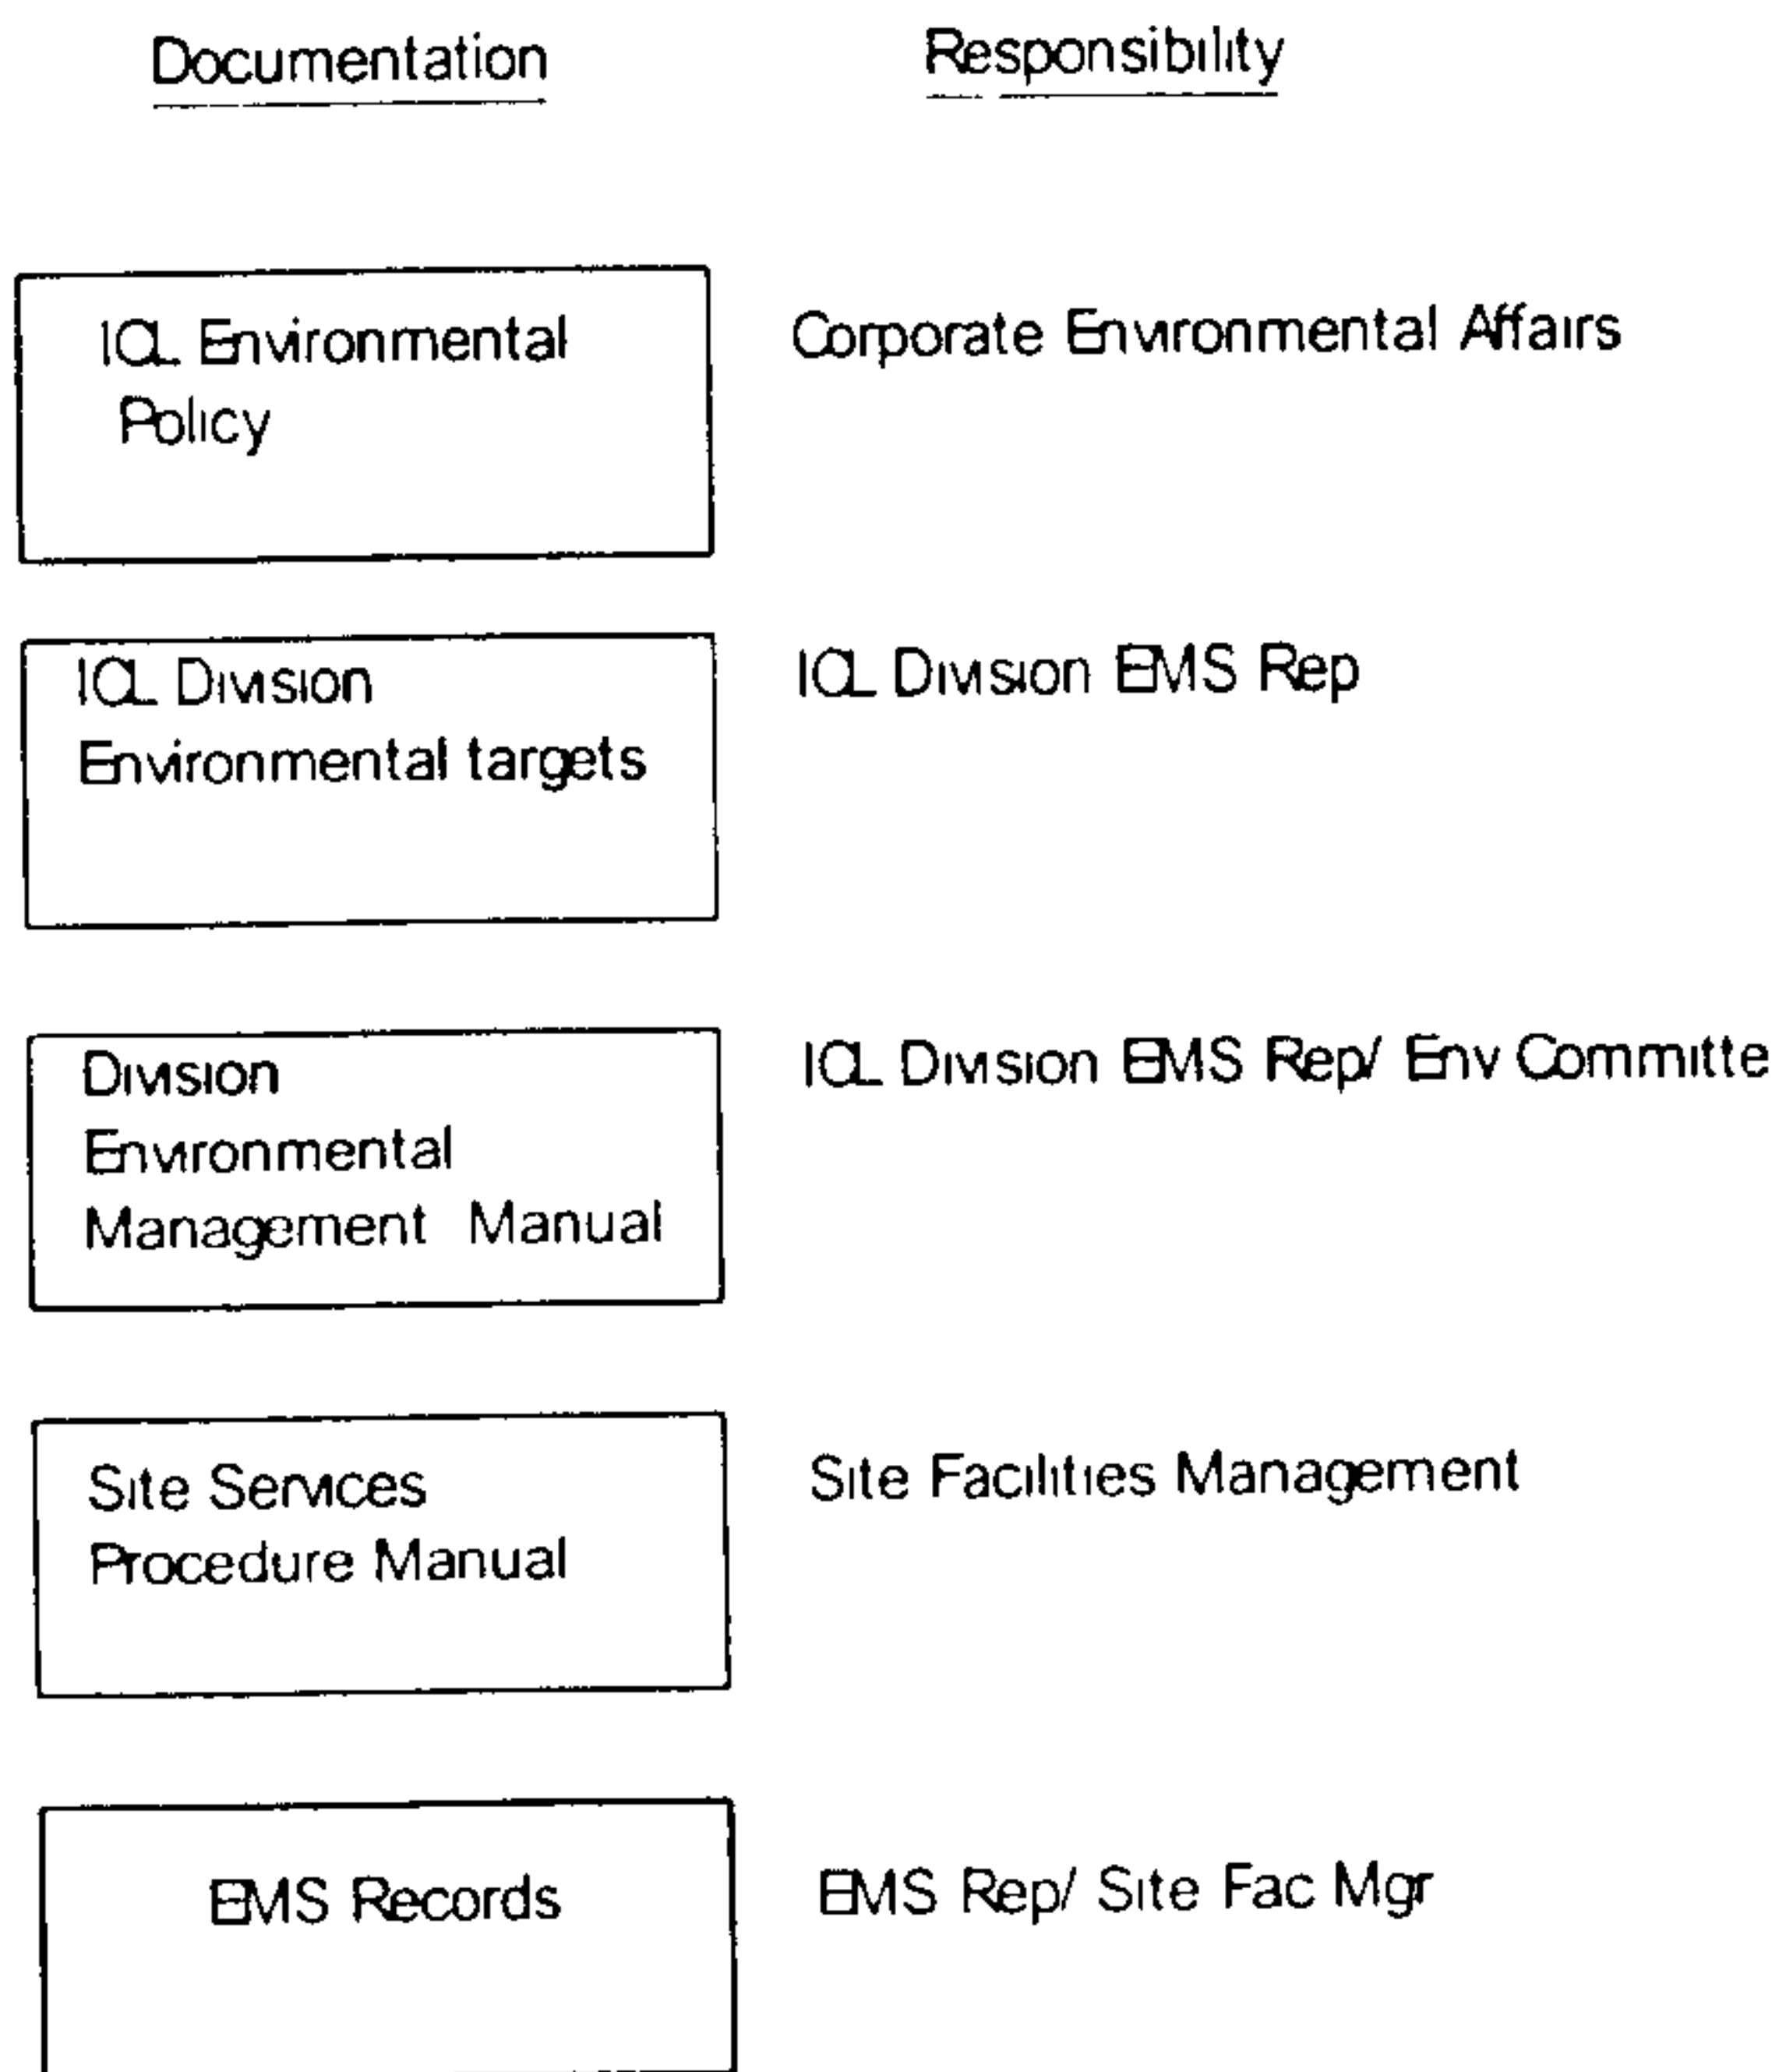 Documentation
Responsibility
ICL Environmental
Policy
Corporate Environmental Affairs
ICL Division
Environmental targets
ICL Division EMS Rep
Division
Environmental
Management Manual
ICL Division EMS Rep/ Env Committe
Site Services
Procedure Manual
Site Facilities Management
EMS Records
EMS Rep/ Site Fac Mgr